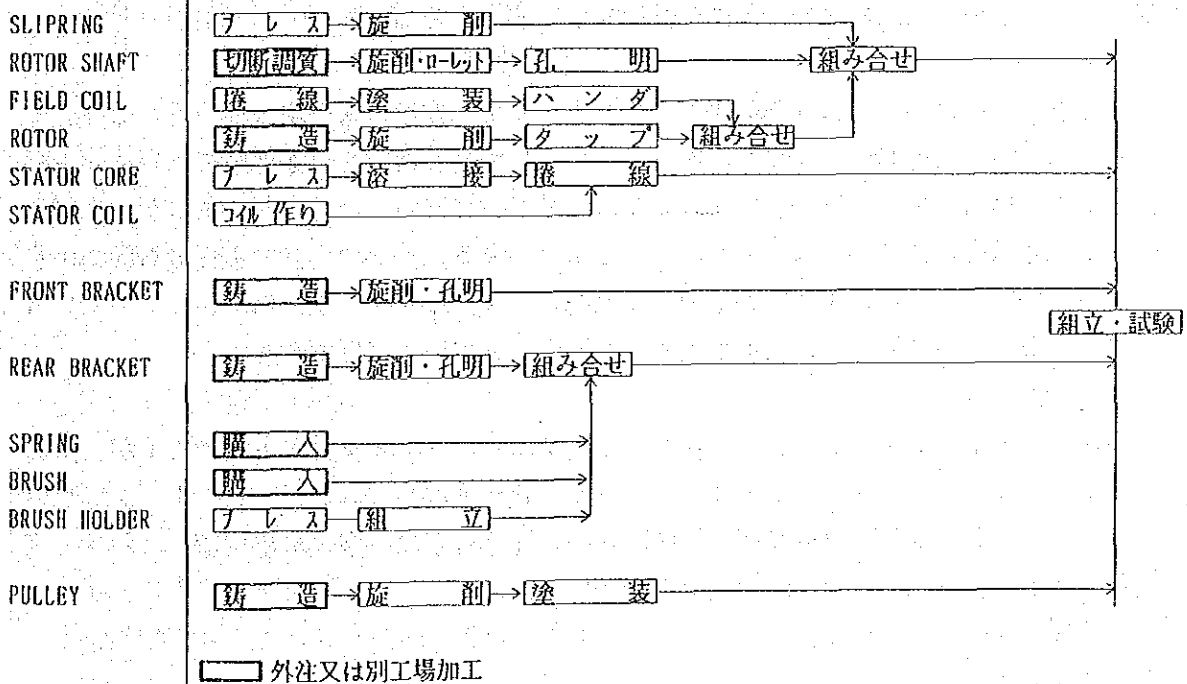 SLIPRING プレス 旋削
ROTOR SHAFT 切断調質 旋削・ローレット 孔明 組み合せ
FIELD COIL 捲線 塗装 ハンダ
ROTOR 鋳造 旋削 タップ 組み合せ
STATOR CORE プレス 溶接 捲線
STATOR COIL コイル作り
FRONT BRACKET 鋳造 旋削・孔明
組立・試験
REAR BRACKET 鋳造 旋削・孔明 組み合せ
SPRING 購入
BRUSH 購入
BRUSH HOLDER プレス 組立
PULLEY 鋳造 旋削 塗装
外注又は別工場加工